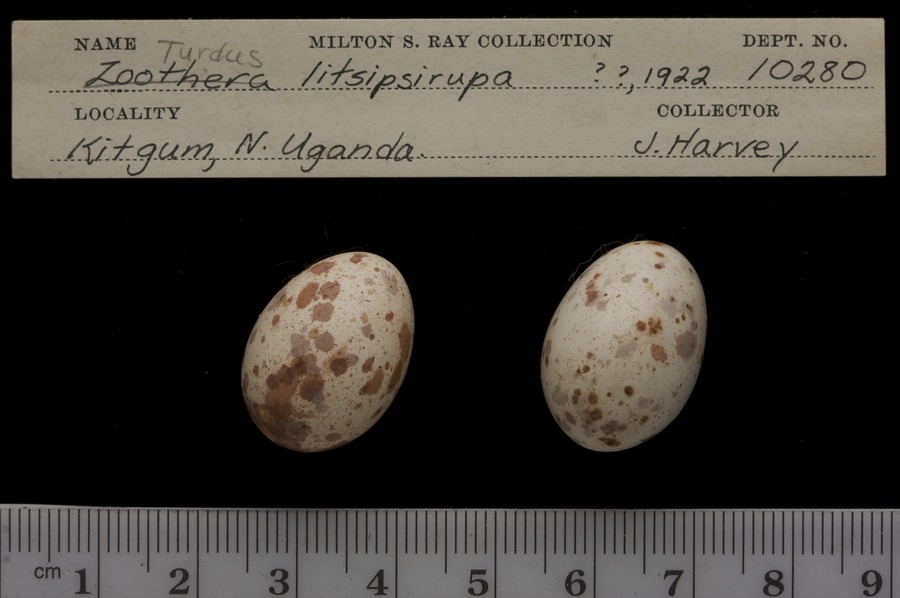 NAME Turdus MILTON S. RAY COLLECTION DEPT. NO.
Zoothera litsipsirupa ??, 1922 10280
LOCALITY COLLECTOR
Kitgum, N. Uganda. J. Harvey
cm 1 2 3 4 5 6 7 8 9